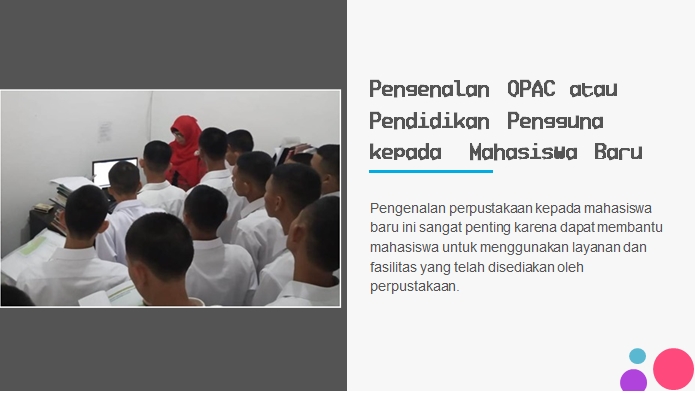 Pengenalan OPAC atau
Pendidikan Pengguna
kepada Mahasiswa Baru
Pengenalan perpustakaan kepada mahasiswa
baru ini sangat penting karena dapat membantu
mahasiswa untuk menggunakan layanan dan
fasilitas yang telah disediakan oleh
perpustakaan.